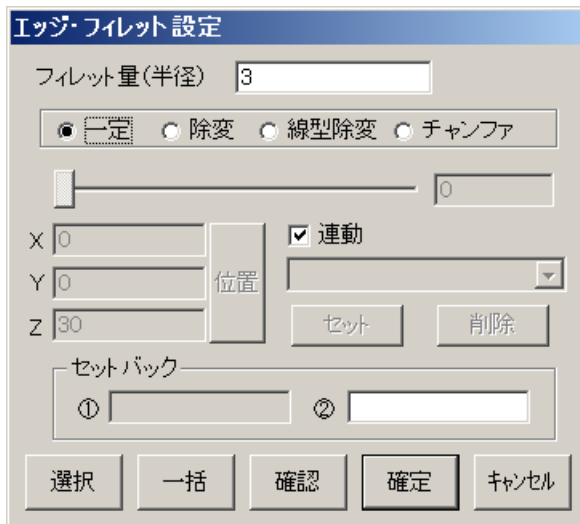 エッジ・フィレット設定
フィレット量(半径) 3
一定 除変 線型除変 チャンファ
0
X 0 連動
Y 0 位置
Z 30 セット 削除
セットバック
① ②
選択 一括 確認 確定 キャンセル